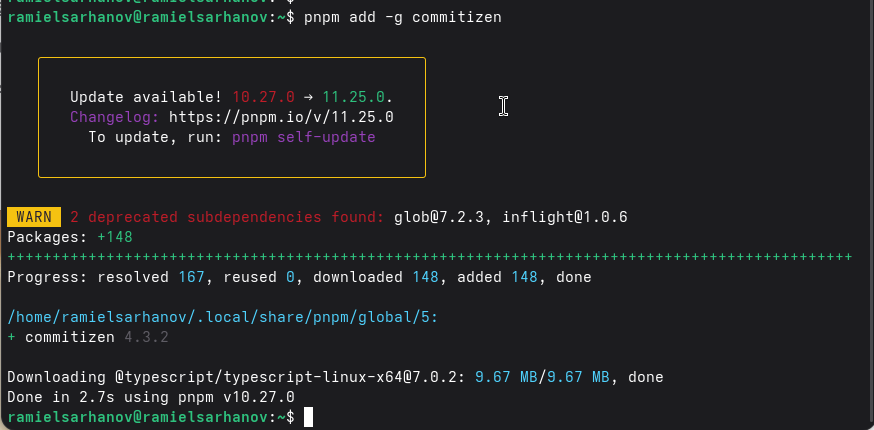 ramielsarhanov@ramielsarhanov:~$ pnpm add -g commitizen
Update available! 10.27.0 → 11.25.0.
Changelog: https://pnpm.io/v/11.25.0
To update, run: pnpm self-update
WARN 2 deprecated subdependencies found: glob@7.2.3, inflight@1.0.6
Packages: +148
++++++++++++++++++++++++++++++++++++++++++++++++++++++++++++++++++++++++++++++++++++++++++++++
Progress: resolved 167, reused 0, downloaded 148, added 148, done
/home/ramielsarhanov/.local/share/pnpm/global/5:
+ commitizen 4.3.2
Downloading @typescript/typescript-linux-x64@7.0.2: 9.67 MB/9.67 MB, done
Done in 2.7s using pnpm v10.27.0
ramielsarhanov@ramielsarhanov:~$